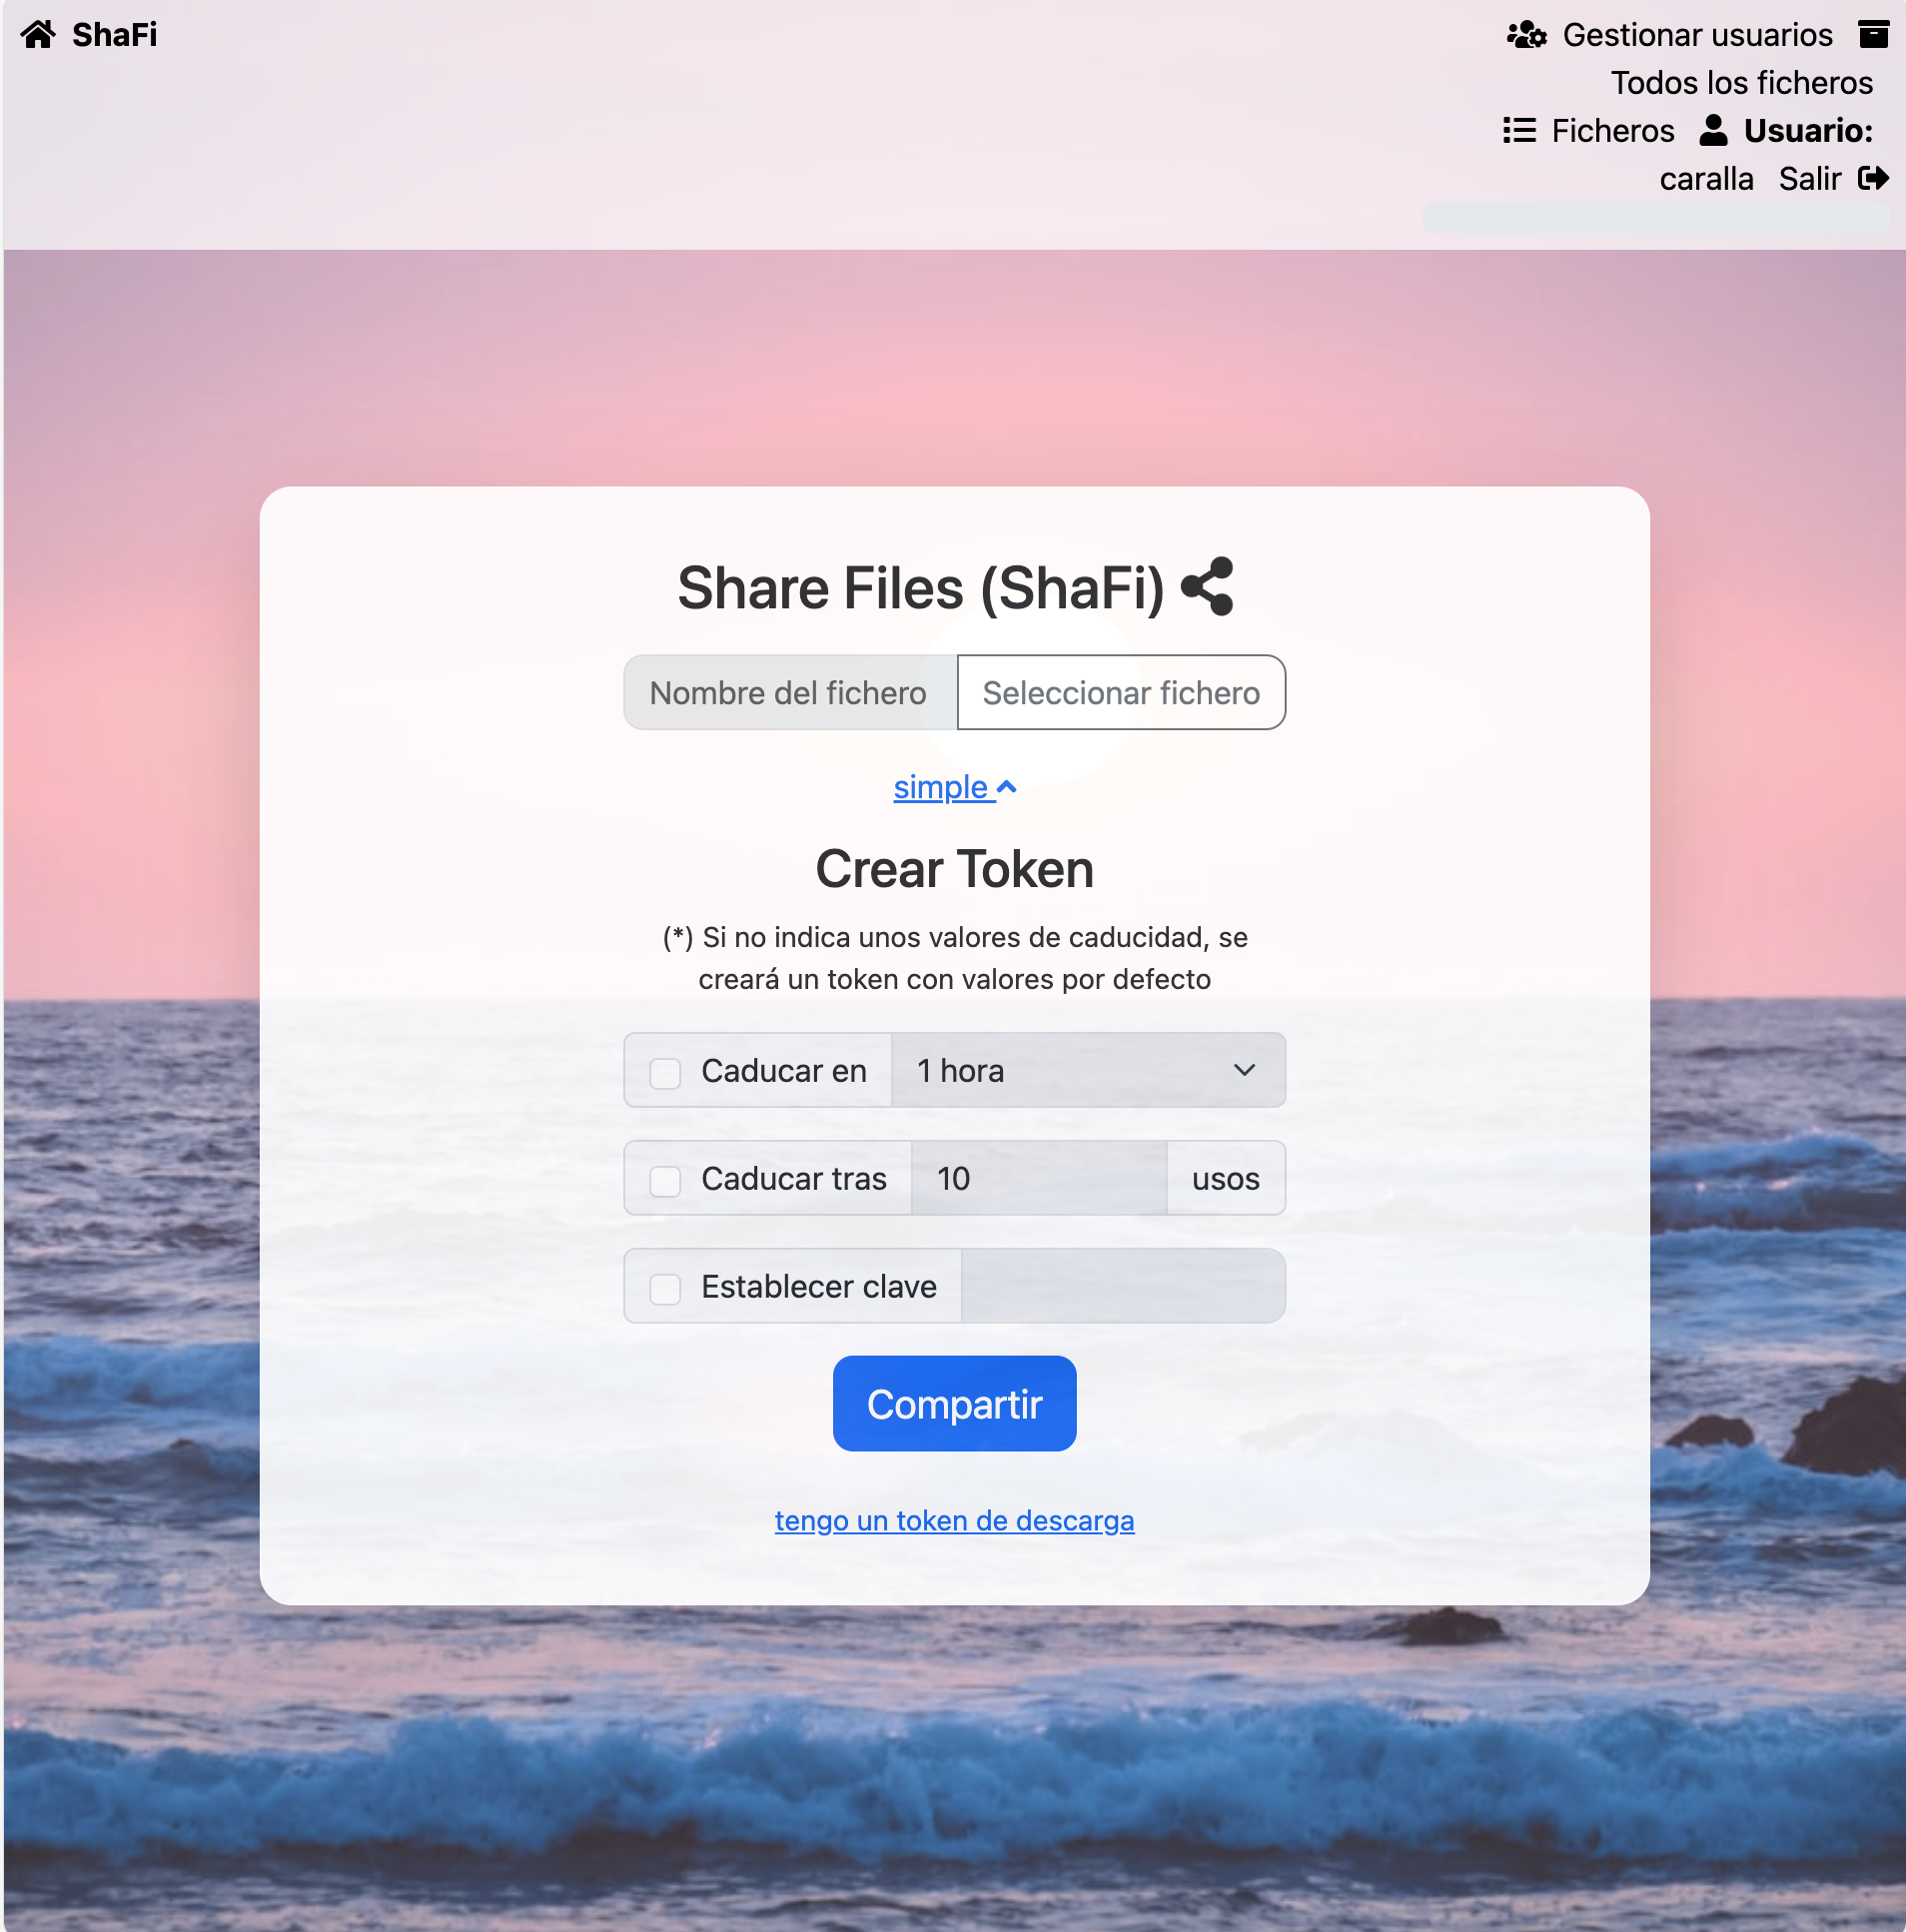 ShaFi
Gestionar usuarios
Todos los ficheros
Ficheros Usuario:
caralla Salir
Share Files (ShaFi)
Nombre del fichero Seleccionar fichero
simple
Crear Token
(*) Si no indica unos valores de caducidad, se
creará un token con valores por defecto
Caducar en 1 hora
Caducar tras 10 usos
Establecer clave
Compartir
tengo un token de descarga